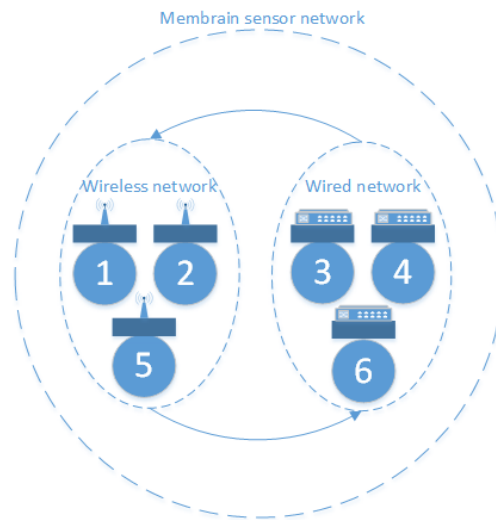 Membrain sensor network
Wireless network
Wired network
1 2 3 4
5 6